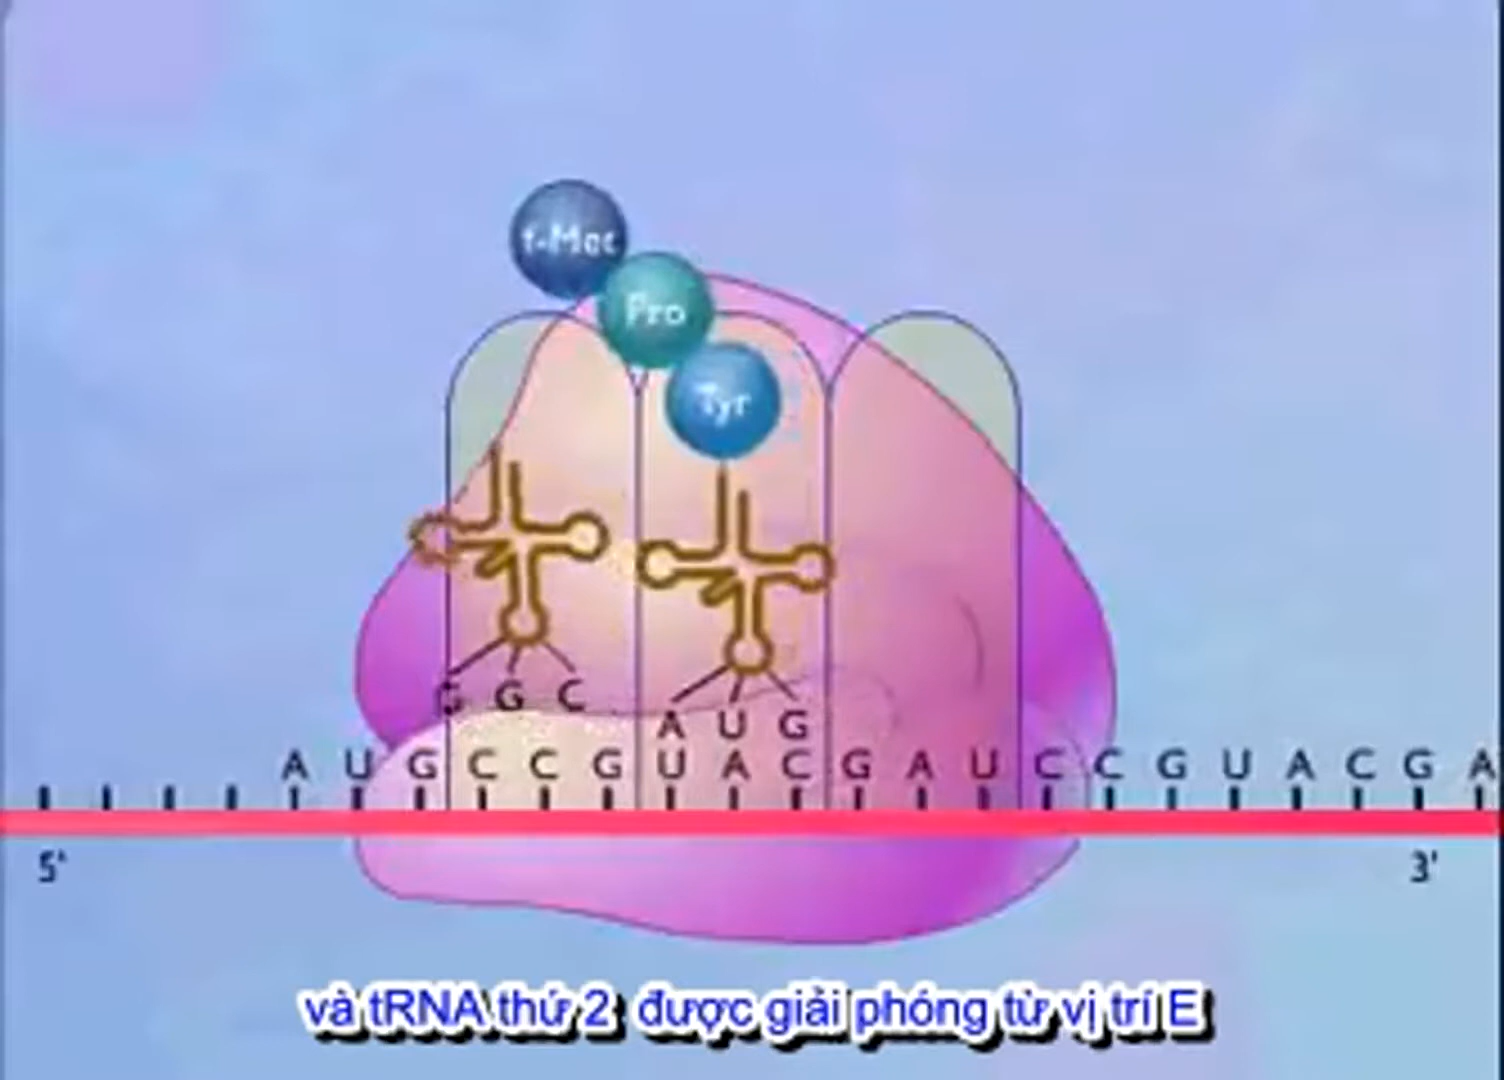 f-Met
Pro
Tyr
G G C
A U G
A U G C C G U A C G A U C C G U A C G A
5' 3'
và tRNA thứ 2 được giải phóng từ vị trí E